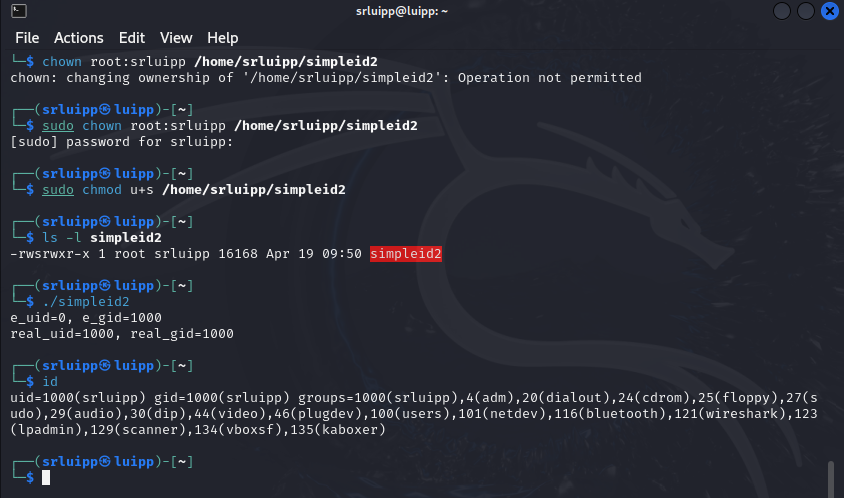 srluipp@luipp: ~
File Actions Edit View Help
└─$ chown root:srluipp /home/srluipp/simpleid2
chown: changing ownership of '/home/srluipp/simpleid2': Operation not permitted
┌──(srluipp㉿luipp)-[~]
└─$ sudo chown root:srluipp /home/srluipp/simpleid2
[sudo] password for srluipp:
┌──(srluipp㉿luipp)-[~]
└─$ sudo chmod u+s /home/srluipp/simpleid2
┌──(srluipp㉿luipp)-[~]
└─$ ls -l simpleid2
-rwsrwxr-x 1 root srluipp 16168 Apr 19 09:50 simpleid2
┌──(srluipp㉿luipp)-[~]
└─$ ./simpleid2
e_uid=0, e_gid=1000
real_uid=1000, real_gid=1000
┌──(srluipp㉿luipp)-[~]
└─$ id
uid=1000(srluipp) gid=1000(srluipp) groups=1000(srluipp),4(adm),20(dialout),24(cdrom),25(floppy),27(s
udo),29(audio),30(dip),44(video),46(plugdev),100(users),101(netdev),116(bluetooth),121(wireshark),123
(lpadmin),129(scanner),134(vboxsf),135(kaboxer)
┌──(srluipp㉿luipp)-[~]
└─$